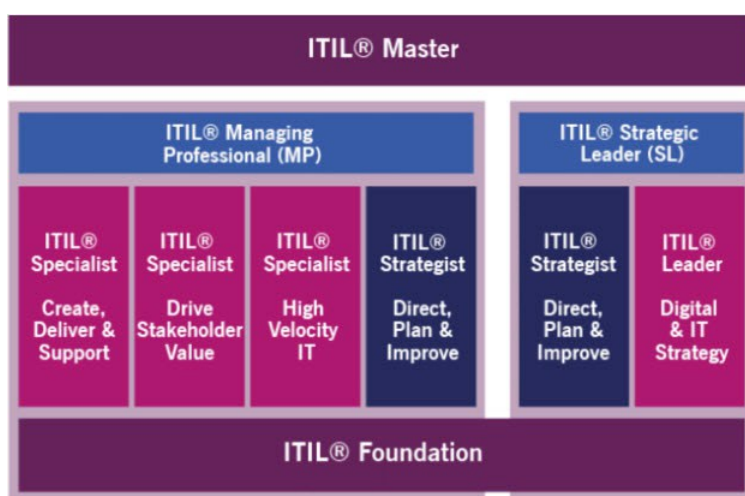 ITIL® Master
ITIL® Managing
Professional (MP)
ITIL® Strategic
Leader (SL)
ITIL®
Specialist
Create,
Deliver &
Support
ITIL®
Specialist
Drive
Stakeholder
Value
ITIL®
Specialist
High
Velocity
IT
ITIL®
Strategist
Direct,
Plan &
Improve
ITIL®
Strategist
Direct,
Plan &
Improve
ITIL®
Leader
Digital
& IT
Strategy
ITIL® Foundation